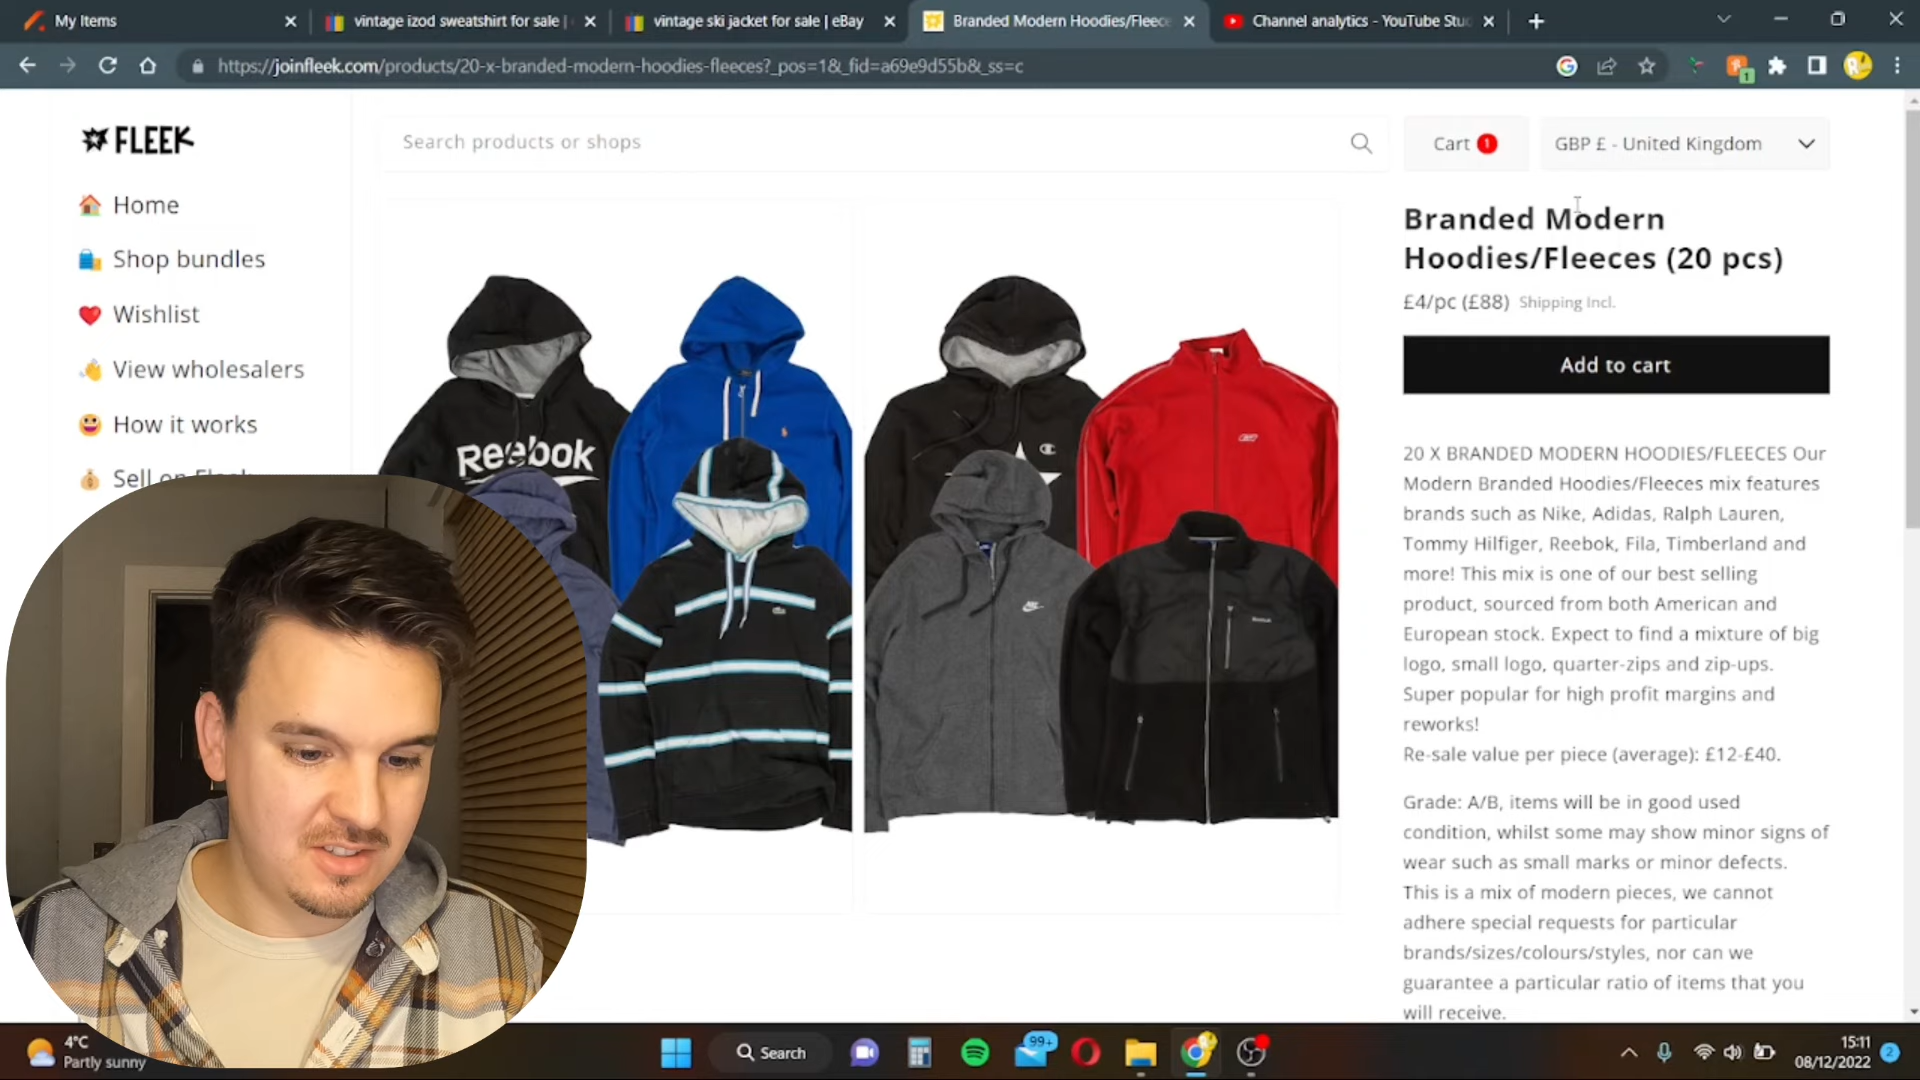 My Items
vintage izod sweatshirt for sale |
vintage ski jacket for sale | eBay
Branded Modern Hoodies/Fleece
Channel analytics - YouTube Stu
https://joinfleek.com/products/20-x-branded-modern-hoodies-fleeces?_pos=1&_fid=a69e9d55b&_ss=c
1
FLEEK
Search products or shops
Cart 1
GBP £ - United Kingdom
Home
Shop bundles
Wishlist
View wholesalers
How it works
Sell on Fleek
Reebok
Branded Modern
Hoodies/Fleeces (20 pcs)
£4/pc (£88) Shipping Incl.
Add to cart
20 X BRANDED MODERN HOODIES/FLEECES Our
Modern Branded Hoodies/Fleeces mix features
brands such as Nike, Adidas, Ralph Lauren,
Tommy Hilfiger, Reebok, Fila, Timberland and
more! This mix is one of our best selling
product, sourced from both American and
European stock. Expect to find a mixture of big
logo, small logo, quarter-zips and zip-ups.
Super popular for high profit margins and
reworks!
Re-sale value per piece (average): £12-£40.
Grade: A/B, items will be in good used
condition, whilst some may show minor signs of
wear such as small marks or minor defects.
This is a mix of modern pieces, we cannot
adhere special requests for particular
brands/sizes/colours/styles, nor can we
guarantee a particular ratio of items that you
will receive.
4°C
Partly sunny
Search
99+
15:11
08/12/2022
2